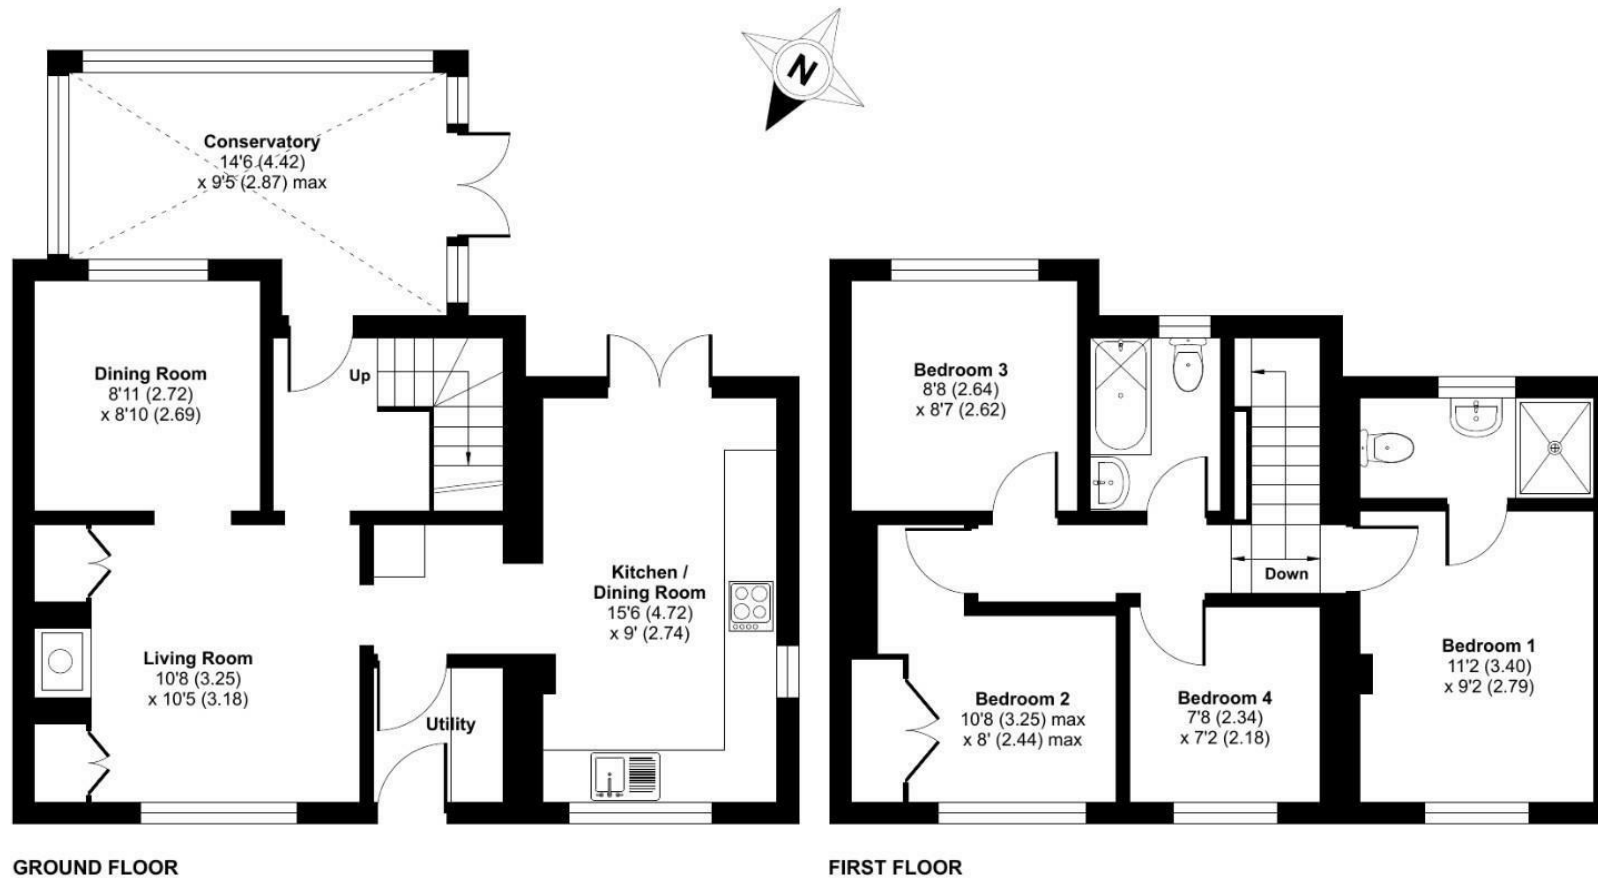 N
Conservatory
14'6 (4.42)
x 9'5 (2.87) max
Dining Room
8'11 (2.72)
x 8'10 (2.69)
Up
Living Room
10'8 (3.25)
x 10'5 (3.18)
Utility
Kitchen /
Dining Room
15'6 (4.72)
x 9' (2.74)
GROUND FLOOR
Bedroom 3
8'8 (2.64)
x 8'7 (2.62)
Down
Bedroom 2
10'8 (3.25) max
x 8' (2.44) max
Bedroom 4
7'8 (2.34)
x 7'2 (2.18)
Bedroom 1
11'2 (3.40)
x 9'2 (2.79)
FIRST FLOOR